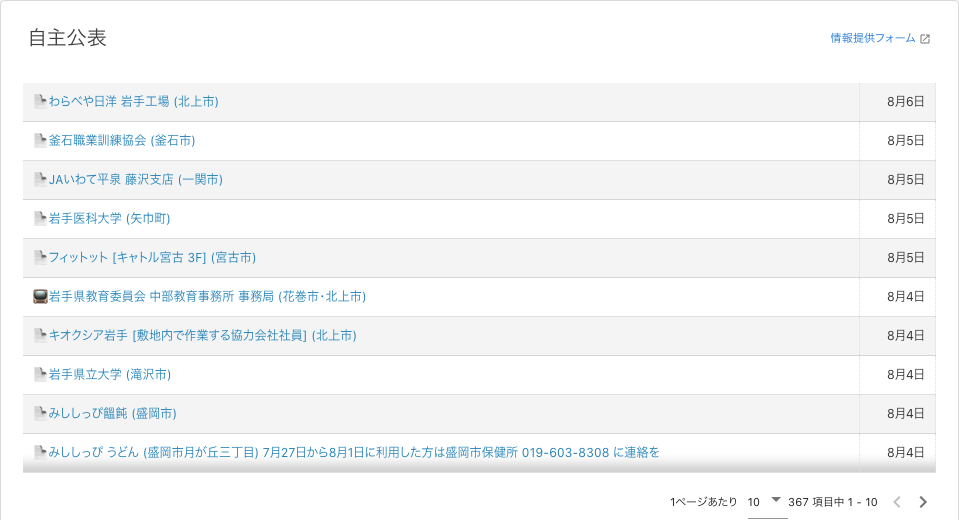 自主公表
情報提供フォーム
わらべや日洋 岩手工場 (北上市) 8月6日
釜石職業訓練協会 (釜石市) 8月5日
JAいわて平泉 藤沢支店 (一関市) 8月5日
岩手医科大学 (矢巾町) 8月5日
フィットット [キャトル宮古 3F] (宮古市) 8月5日
岩手県教育委員会 中部教育事務所 事務局 (花巻市・北上市) 8月4日
キオクシア岩手 [敷地内で作業する協力会社社員] (北上市) 8月4日
岩手県立大学 (滝沢市) 8月4日
みししっぴ饂飩 (盛岡市) 8月4日
みししっぴ うどん (盛岡市月が丘三丁目) 7月27日から8月1日に利用した方は盛岡市保健所 019-603-8308 に連絡を 8月4日
1ページあたり 10 367 項目中 1 - 10